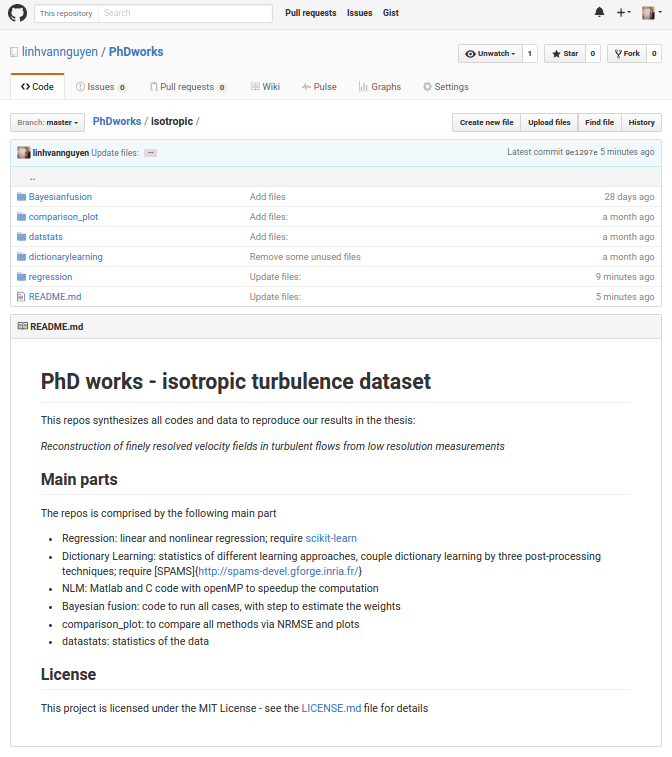 This repository Search Pull requests Issues Gist
linhvannguyen / PhDworks Unwatch 1 Star 0 Fork 0
Code Issues 0 Pull requests 0 Wiki Pulse Graphs Settings
Branch: master PhDworks / isotropic / Create new file Upload files Find file History
linhvannguyen Update files: ... Latest commit 9e1297e 5 minutes ago
..
Bayesianfusion Add files 28 days ago
comparison_plot Add files: a month ago
datstats Add files: a month ago
dictionarylearning Remove some unused files a month ago
regression Update files: 9 minutes ago
README.md Update files: 5 minutes ago
README.md
PhD works - isotropic turbulence dataset
This repos synthesizes all codes and data to reproduce our results in the thesis:
Reconstruction of finely resolved velocity fields in turbulent flows from low resolution measurements
Main parts
The repos is comprised by the following main part
• Regression: linear and nonlinear regression; require scikit-learn
• Dictionary Learning: statistics of different learning approaches, couple dictionary learning by three post-processing
techniques; require [SPAMS]{http://spams-devel.gforge.inria.fr/}
• NLM: Matlab and C code with openMP to speedup the computation
• Bayesian fusion: code to run all cases, with step to estimate the weights
• comparison_plot: to compare all methods via NRMSE and plots
• datastats: statistics of the data
License
This project is licensed under the MIT License - see the LICENSE.md file for details